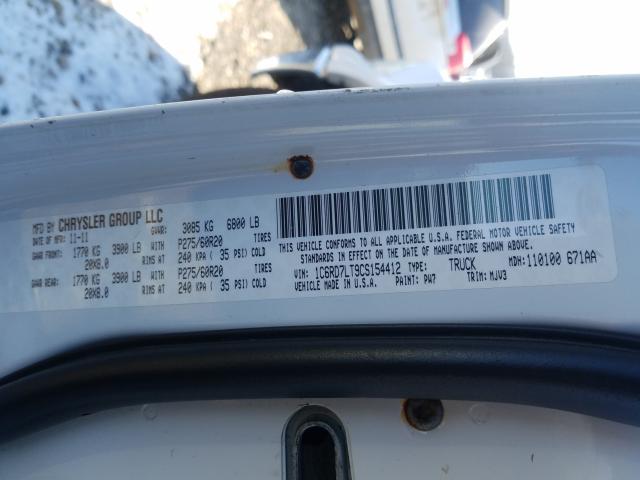 MFD BY CHRYSLER GROUP LLC
DATE OF MFR 11-11 GVWR: 3085 KG 6800 LB
GAWR FRONT: 1770 KG 3900 LB WITH P275/60R20 TIRES
20X8.0 RIMS AT 240 KPA ( 35 PSI) COLD
GAWR REAR: 1770 KG 3900 LB WITH P275/60R20 TIRES
20X8.0 RIMS AT 240 KPA ( 35 PSI) COLD
THIS VEHICLE CONFORMS TO ALL APPLICABLE U.S.A. FEDERAL MOTOR VEHICLE SAFETY
STANDARDS IN EFFECT ON THE DATE OF MANUFACTURE SHOWN ABOVE.
VIN: 1C6RD7LT9CS154412 TYPE: TRUCK MDH: 110100 671AA
VEHICLE MADE IN U.S.A. PAINT: PW7 TRIM: MJV3